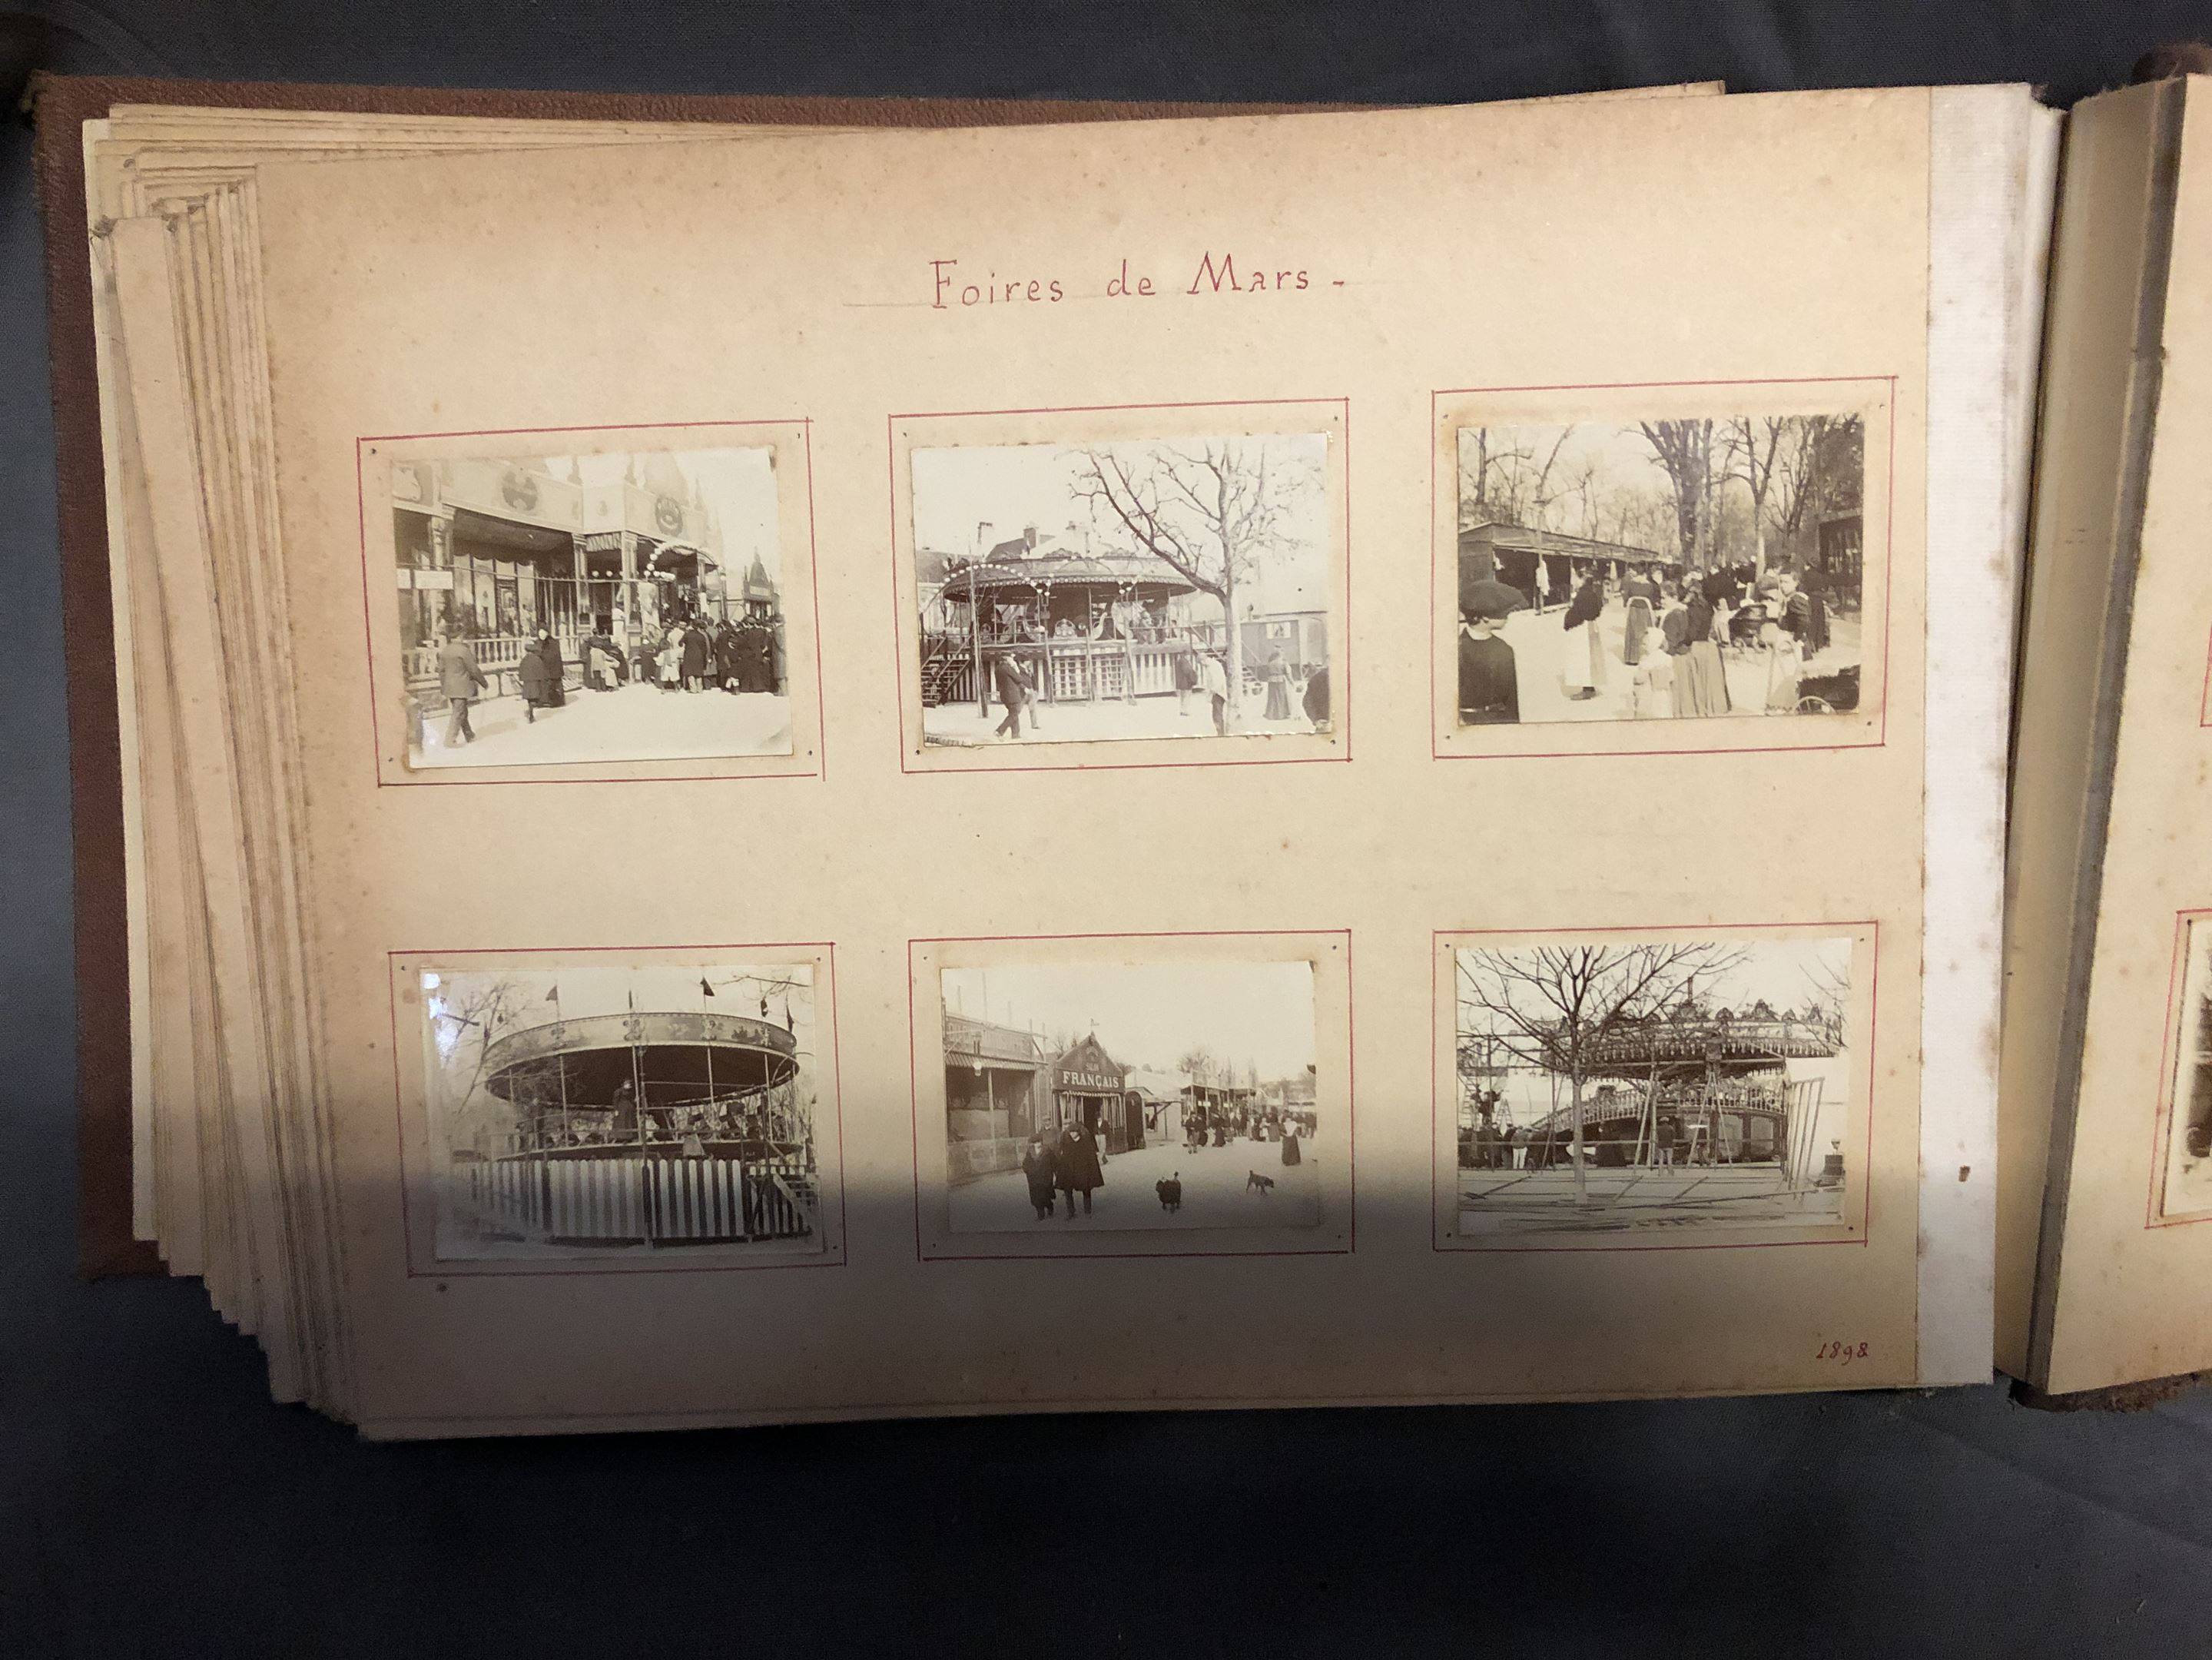 Foires de Mars -
FRANÇAIS
1898